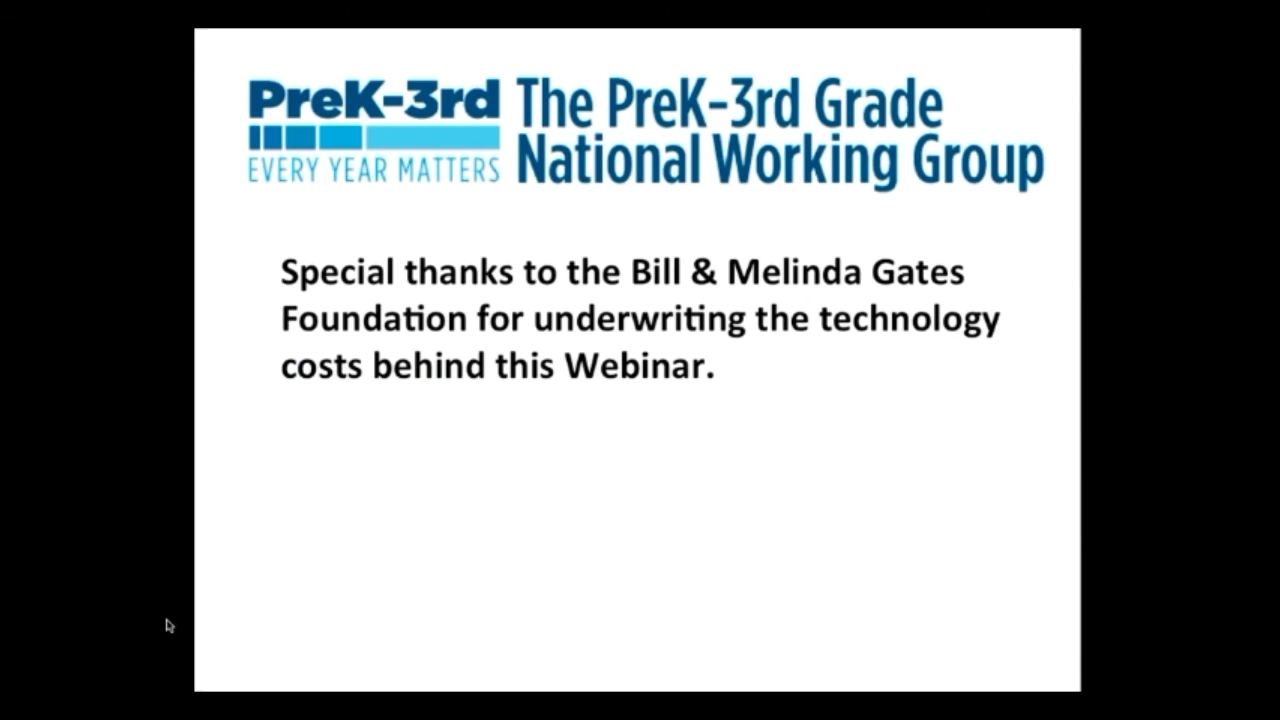 PreK-3rd
EVERY YEAR MATTERS
The PreK-3rd Grade
National Working Group
Special thanks to the Bill & Melinda Gates
Foundation for underwriting the technology
costs behind this Webinar.